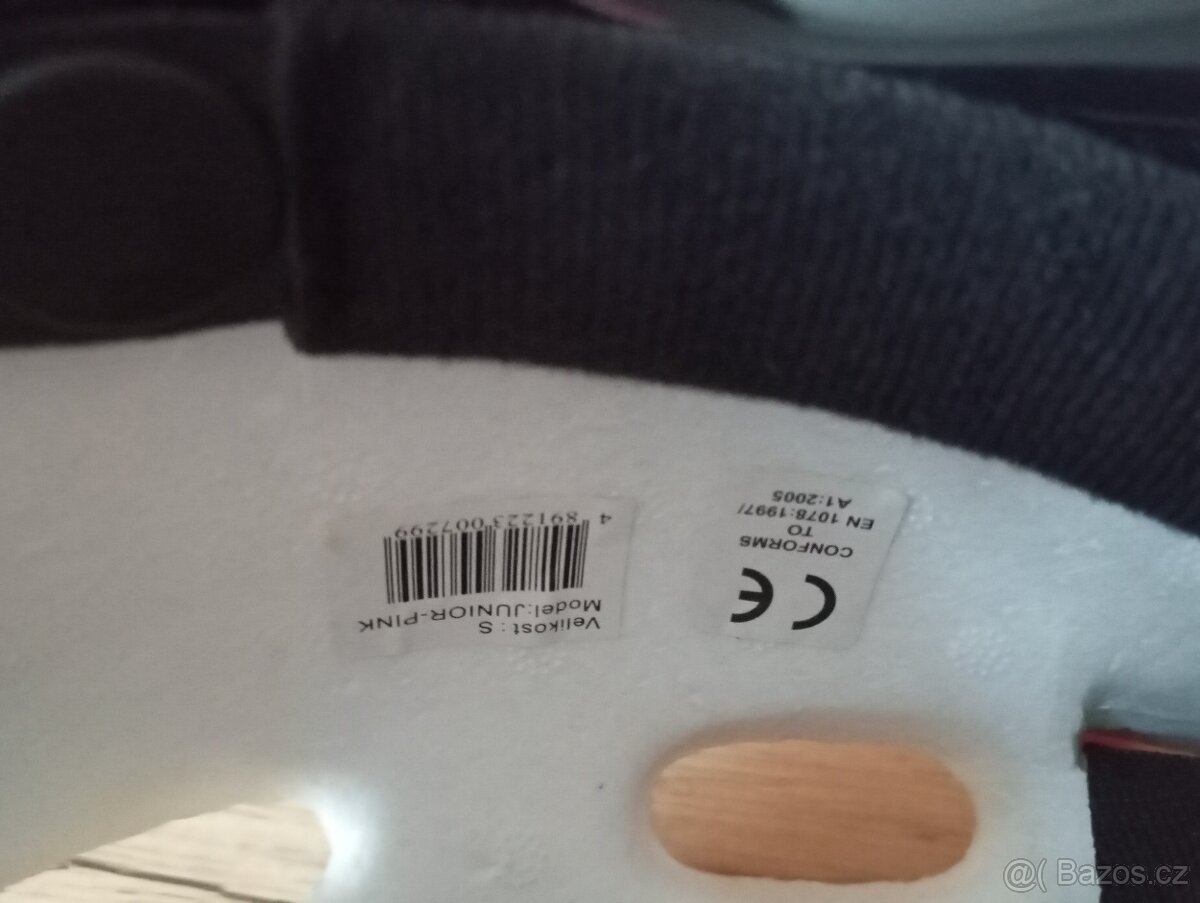 Velikost : S
Model:JUNIOR-PINK
4 891223 007299
CE
CONFORMS
TO
EN 1078:1997/
A1:2005
@( Bazos.cz